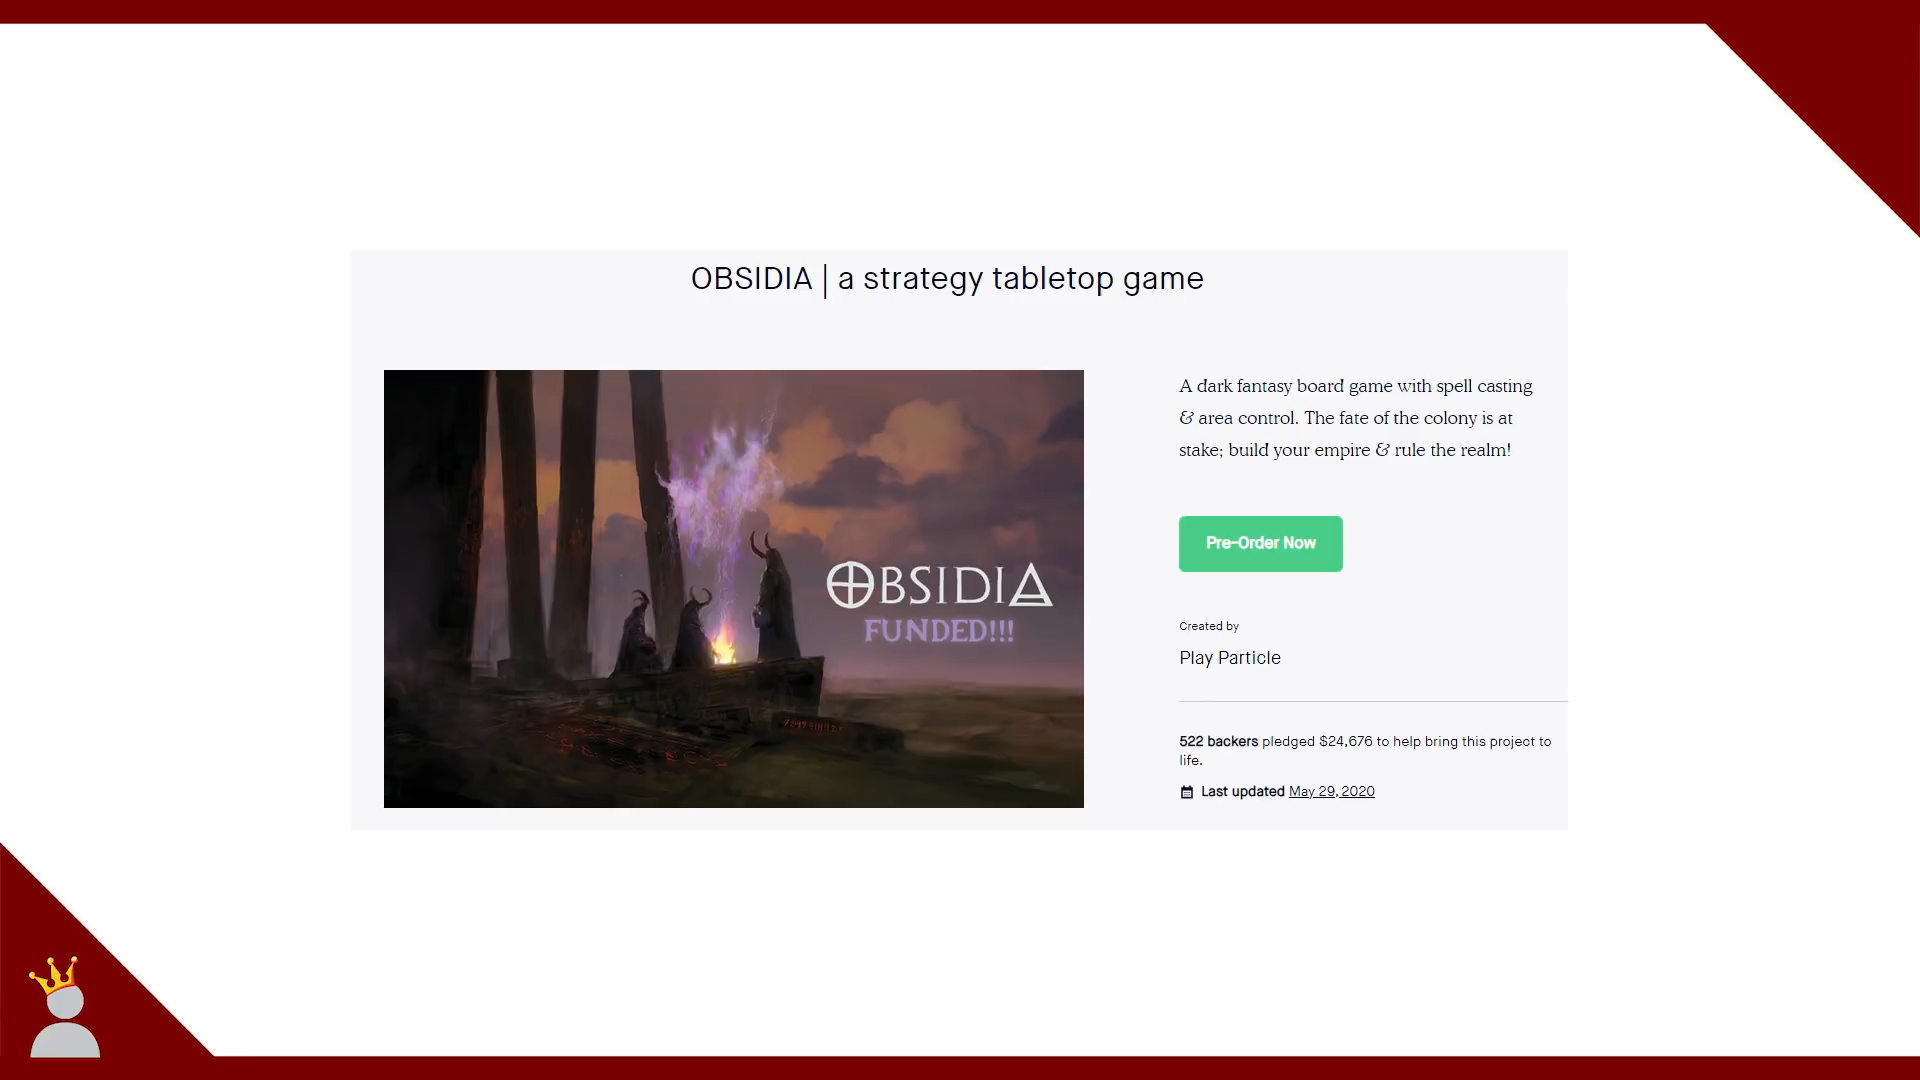 OBSIDIA | a strategy tabletop game
A dark fantasy board game with spell casting
& area control. The fate of the colony is at
stake; build your empire & rule the realm!
OBSIDIA
FUNDED!!!
Pre-Order Now
Created by
Play Particle
522 backers pledged $24,676 to help bring this project to
life.
Last updated May 29, 2020